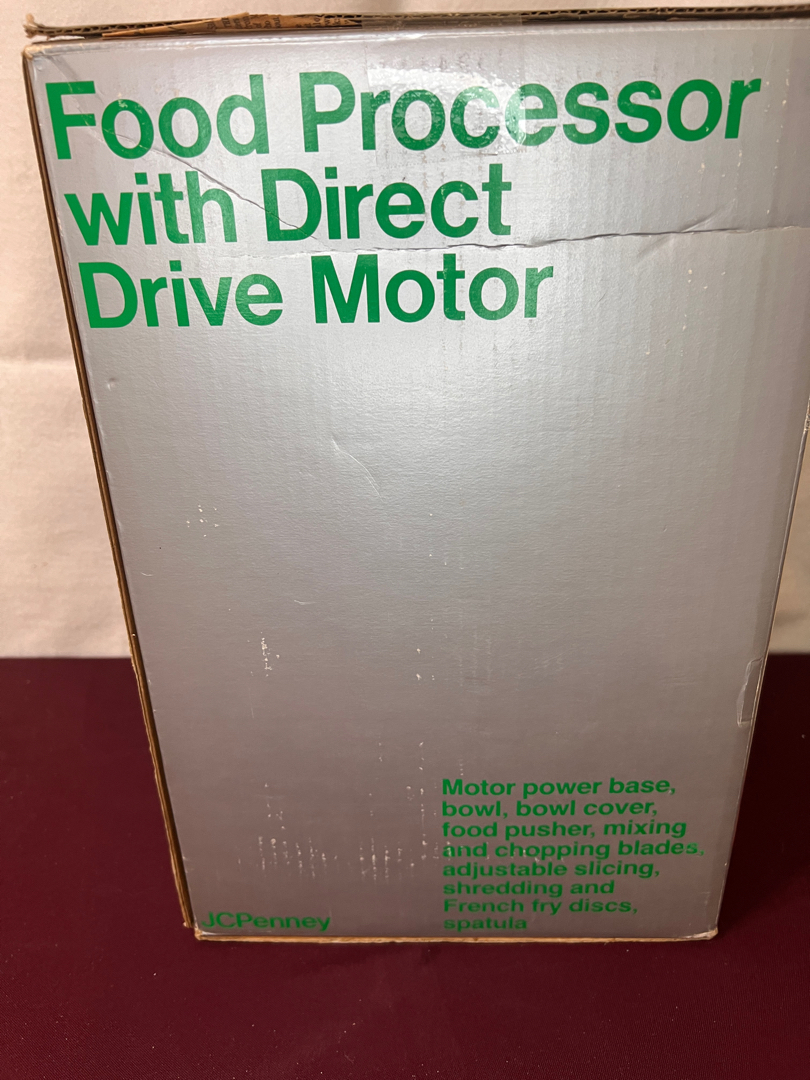 Food Processor
with Direct
Drive Motor
Motor power base,
bowl, bowl cover,
food pusher, mixing
and chopping blades,
adjustable slicing,
shredding and
French fry discs,
spatula
JCPenney